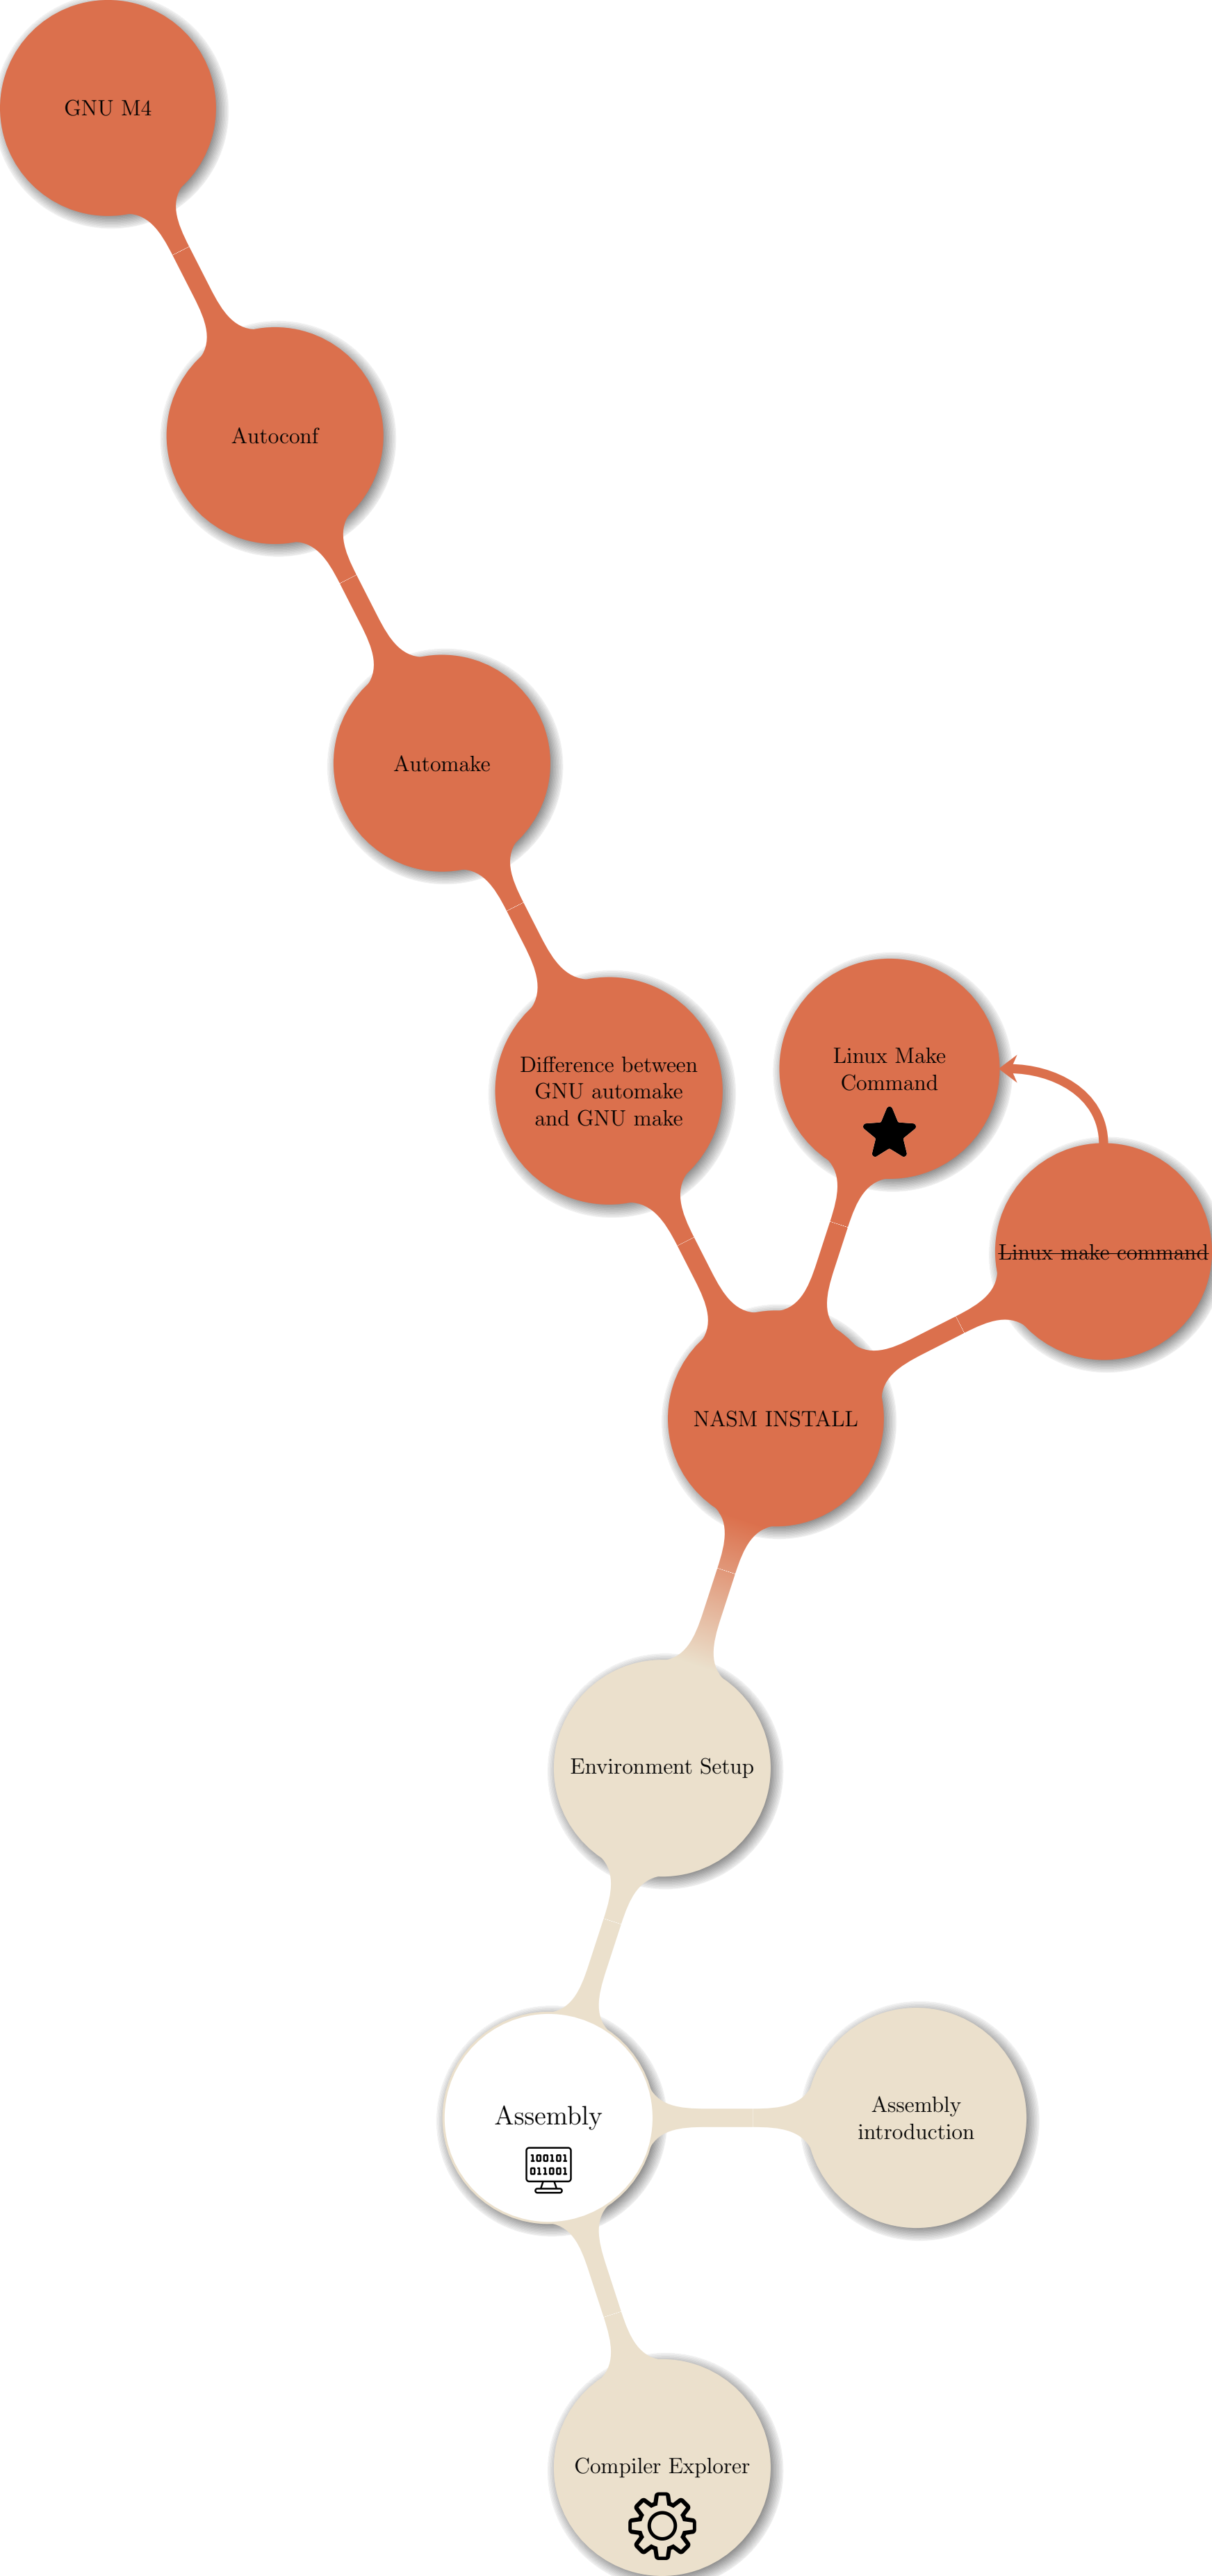 GNU M4
Autoconf
Automake
Difference between
GNU automake
and GNU make
Linux Make
Command
Linux make command
NASM INSTALL
Environment Setup
Assembly
100101
011001
Assembly
introduction
Compiler Explorer